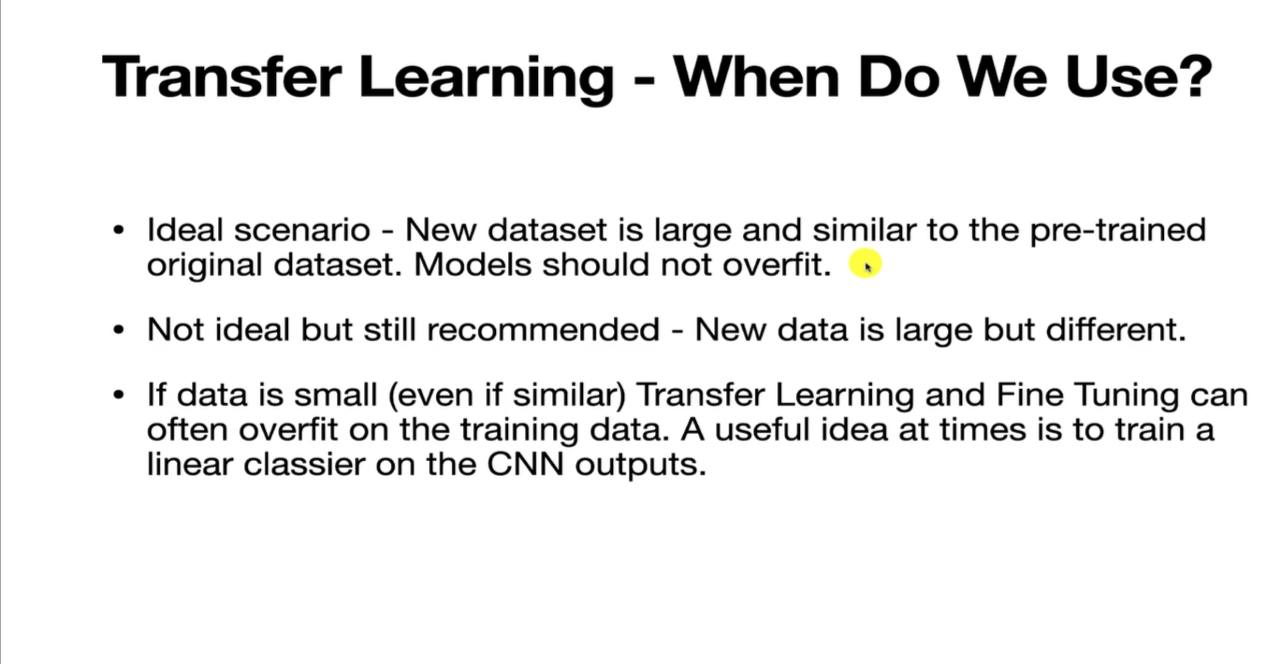 Transfer Learning - When Do We Use?
• Ideal scenario - New dataset is large and similar to the pre-trained
original dataset. Models should not overfit.
• Not ideal but still recommended - New data is large but different.
• If data is small (even if similar) Transfer Learning and Fine Tuning can
often overfit on the training data. A useful idea at times is to train a
linear classier on the CNN outputs.